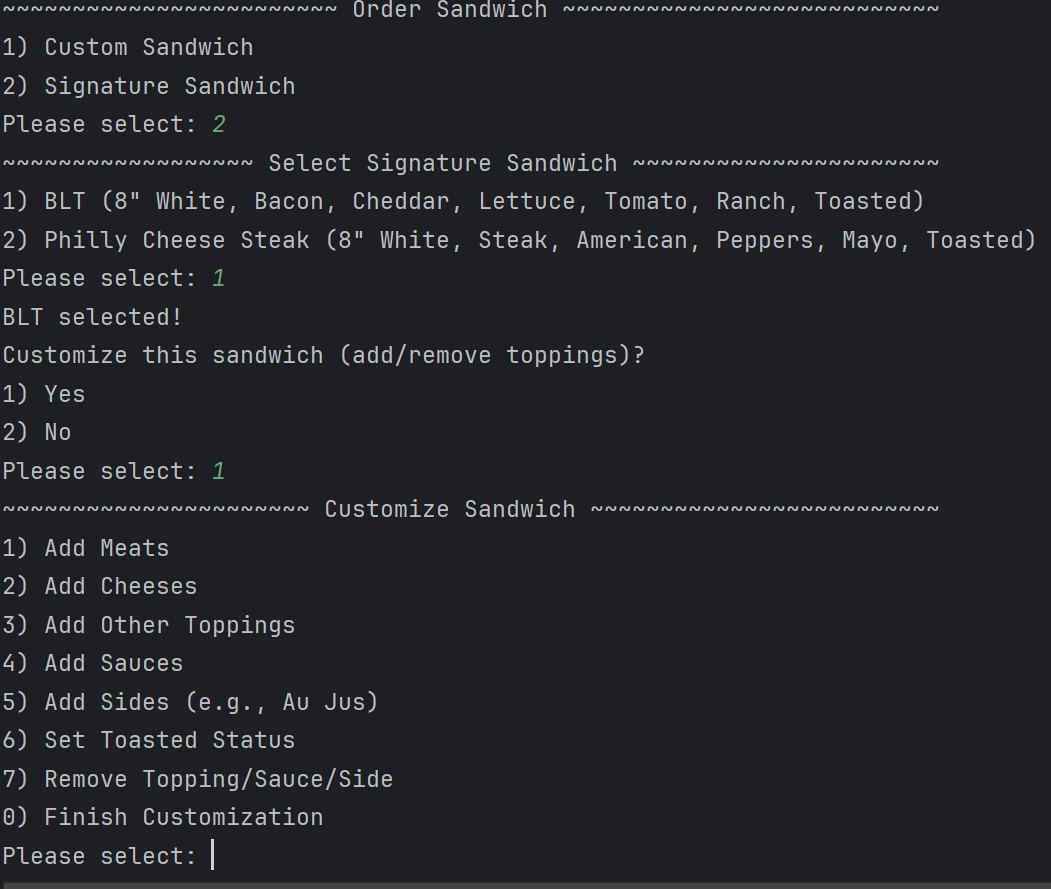 ~~~~~~~~~~~~~~~~~~~~~~~~ Order Sandwich ~~~~~~~~~~~~~~~~~~~~~~~~~~~
1) Custom Sandwich
2) Signature Sandwich
Please select: 2
~~~~~~~~~~~~~~~~~~ Select Signature Sandwich ~~~~~~~~~~~~~~~~~~~~~~
1) BLT (8" White, Bacon, Cheddar, Lettuce, Tomato, Ranch, Toasted)
2) Philly Cheese Steak (8" White, Steak, American, Peppers, Mayo, Toasted)
Please select: 1
BLT selected!
Customize this sandwich (add/remove toppings)?
1) Yes
2) No
Please select: 1
~~~~~~~~~~~~~~~~~~~~~~ Customize Sandwich ~~~~~~~~~~~~~~~~~~~~~~~~~
1) Add Meats
2) Add Cheeses
3) Add Other Toppings
4) Add Sauces
5) Add Sides (e.g., Au Jus)
6) Set Toasted Status
7) Remove Topping/Sauce/Side
0) Finish Customization
Please select: